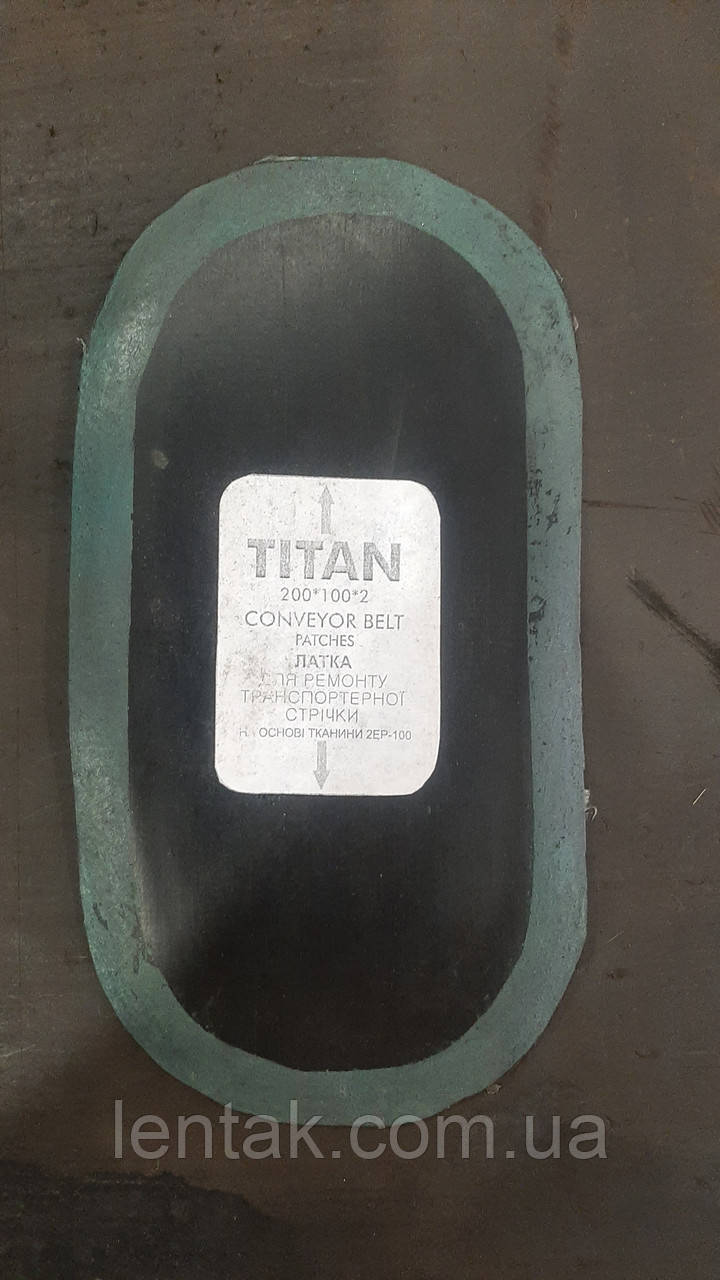 TITAN
200*100*2
CONVEYOR BELT
PATCHES
ЛАТКА
ДЛЯ РЕМОНТУ
ТРАНСПОРТЕРНОЇ
СТРІЧКИ
НА ОСНОВІ ТКАНИНИ 2ЕР-100
lentak.com.ua